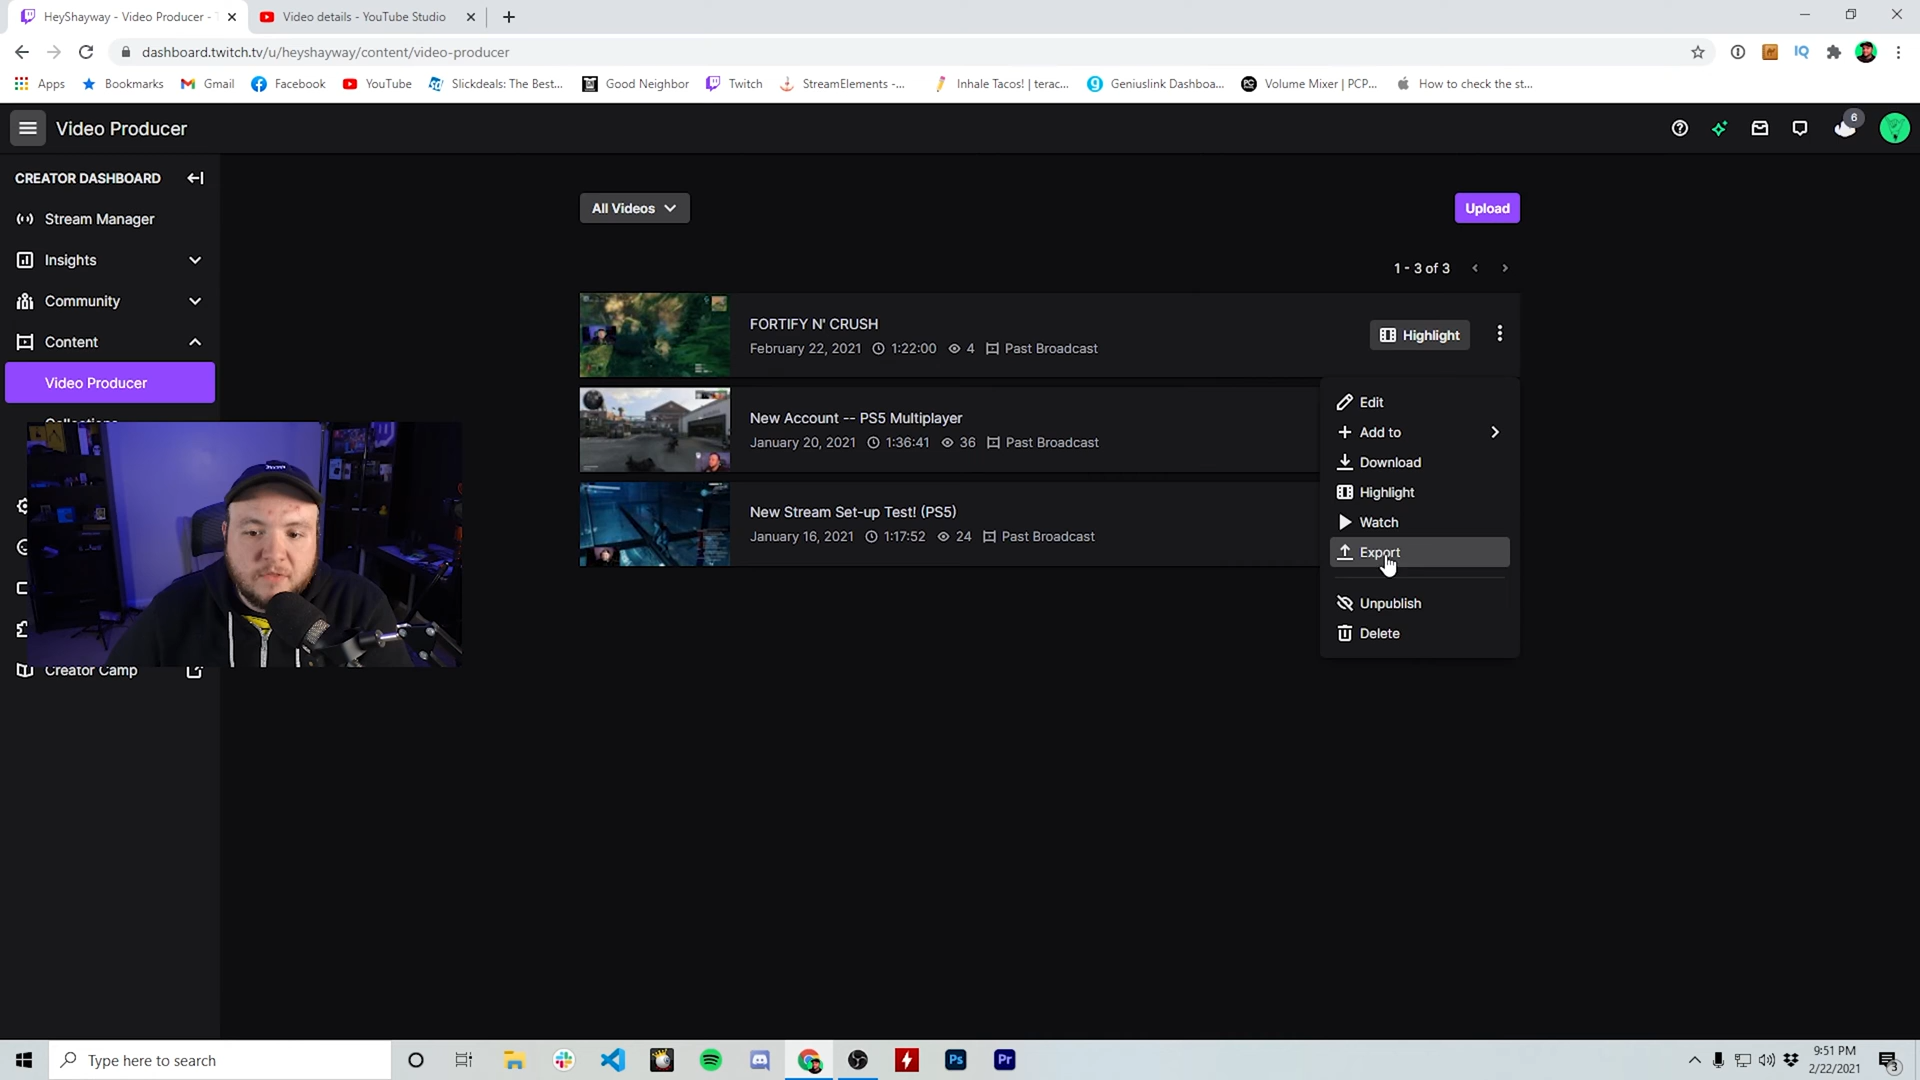 HeyShayway - Video Producer - T
Video details - YouTube Studio
dashboard.twitch.tv/u/heyshayway/content/video-producer
Apps Bookmarks Gmail Facebook YouTube Slickdeals: The Best... Good Neighbor Twitch StreamElements -... Inhale Tacos! | terac... Geniuslink Dashboa... Volume Mixer | PCP... How to check the st...
Video Producer
6
CREATOR DASHBOARD
Stream Manager
Insights
Community
Content
Video Producer
Collections
Creator Camp
All Videos
Upload
1 - 3 of 3
FORTIFY N' CRUSH
February 22, 2021 1:22:00 4 Past Broadcast
Highlight
New Account -- PS5 Multiplayer
January 20, 2021 1:36:41 36 Past Broadcast
New Stream Set-up Test! (PS5)
January 16, 2021 1:17:52 24 Past Broadcast
Edit
Add to
Download
Highlight
Watch
Export
Unpublish
Delete
Type here to search
Ps
Pr
9:51 PM
2/22/2021
3